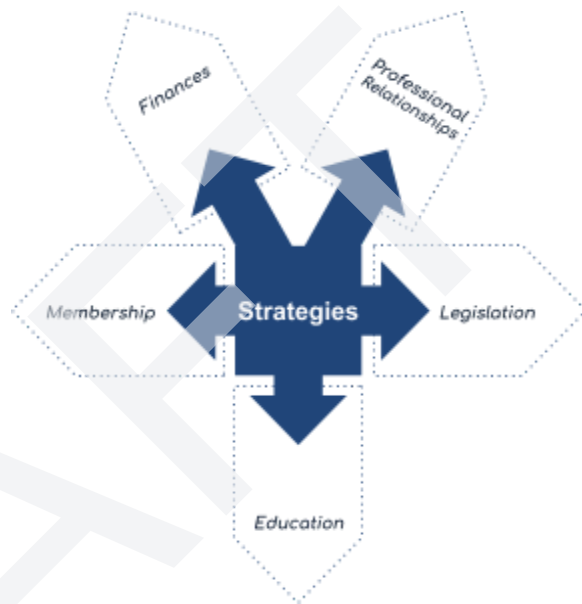 Finances
Professional
Relationships
Membership
Strategies
Legislation
Education